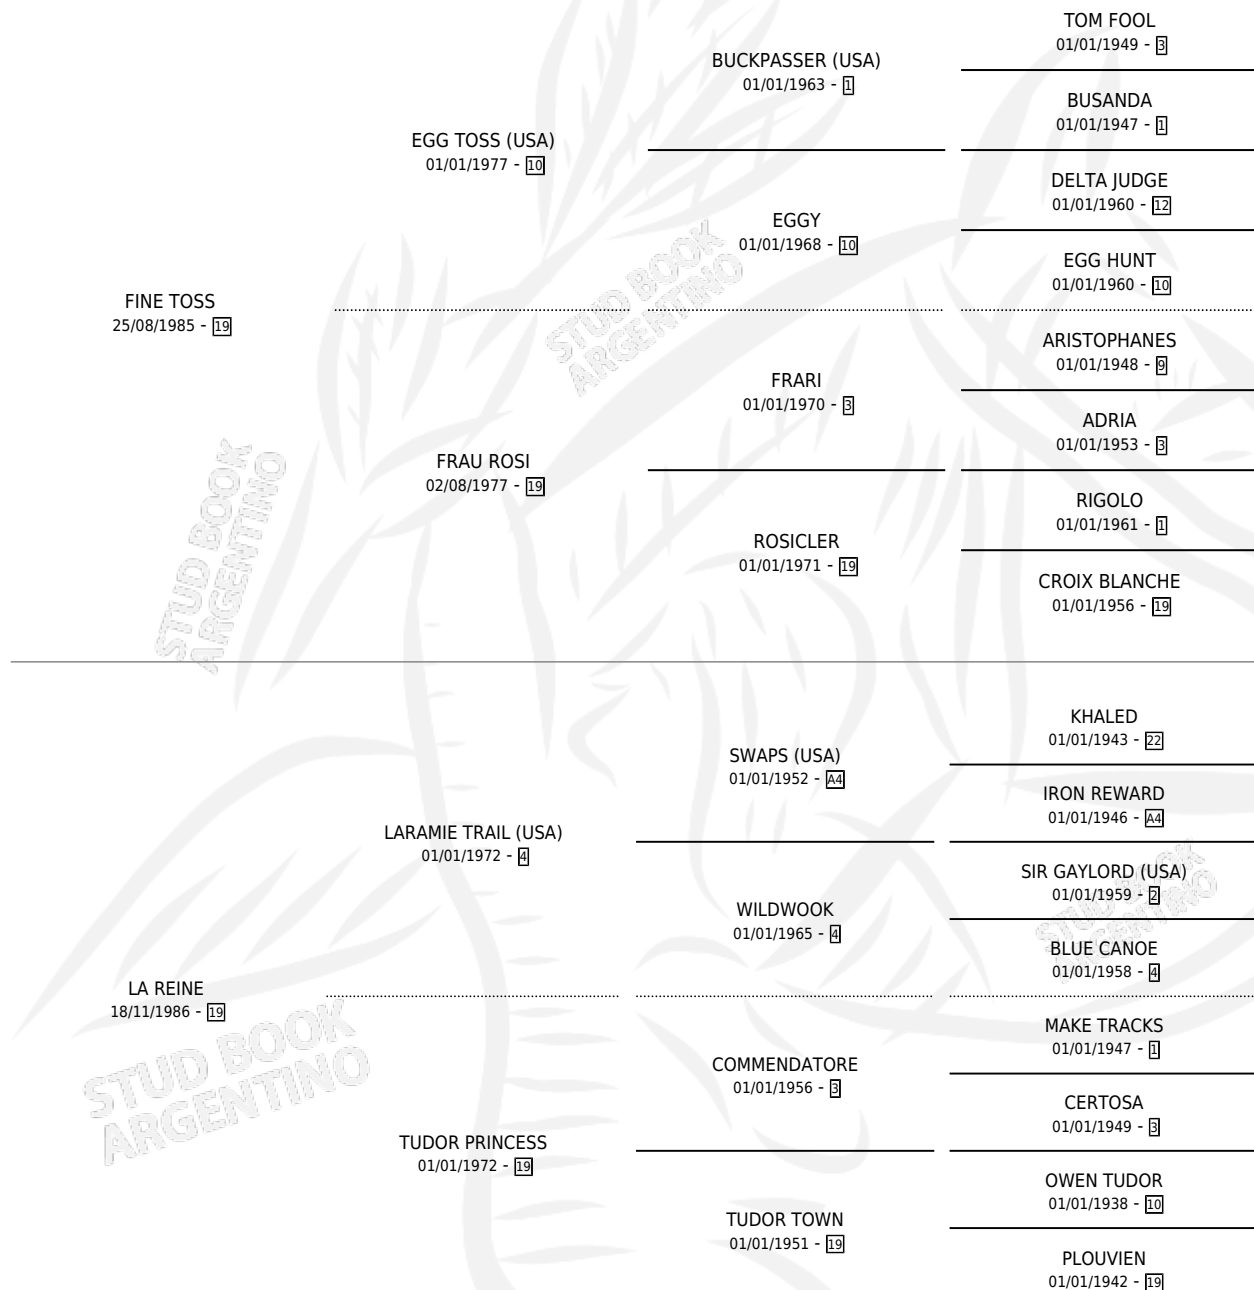 TOM FOOL
01/01/1949 - 3
BUCKPASSER (USA)
01/01/1963 - 1
BUSANDA
01/01/1947 - 1
EGG TOSS (USA)
01/01/1977 - 10
DELTA JUDGE
01/01/1960 - 12
EGGY
01/01/1968 - 10
EGG HUNT
01/01/1960 - 10
FINE TOSS
25/08/1985 - 19
STUD BOOK
ARGENTINO
ARISTOPHANES
01/01/1948 - 9
FRARI
01/01/1970 - 3
ADRIA
01/01/1953 - 3
FRAU ROSI
02/08/1977 - 19
RIGOLO
01/01/1961 - 1
ROSICLER
01/01/1971 - 19
CROIX BLANCHE
01/01/1956 - 19
STUD BOOK
ARGENTINO
KHALED
01/01/1943 - 22
SWAPS (USA)
01/01/1952 - A4
IRON REWARD
01/01/1946 - A4
LARAMIE TRAIL (USA)
01/01/1972 - 4
SIR GAYLORD (USA)
01/01/1959 - 2
WILDWOOK
01/01/1965 - 4
STUD BOOK
ARGENTINO
BLUE CANOE
01/01/1958 - 4
LA REINE
18/11/1986 - 19
MAKE TRACKS
01/01/1947 - 1
COMMENDATORE
01/01/1956 - 3
CERTOSA
01/01/1949 - 3
STUD BOOK
ARGENTINO
TUDOR PRINCESS
01/01/1972 - 19
OWEN TUDOR
01/01/1938 - 10
TUDOR TOWN
01/01/1951 - 19
PLOUVIEN
01/01/1942 - 19